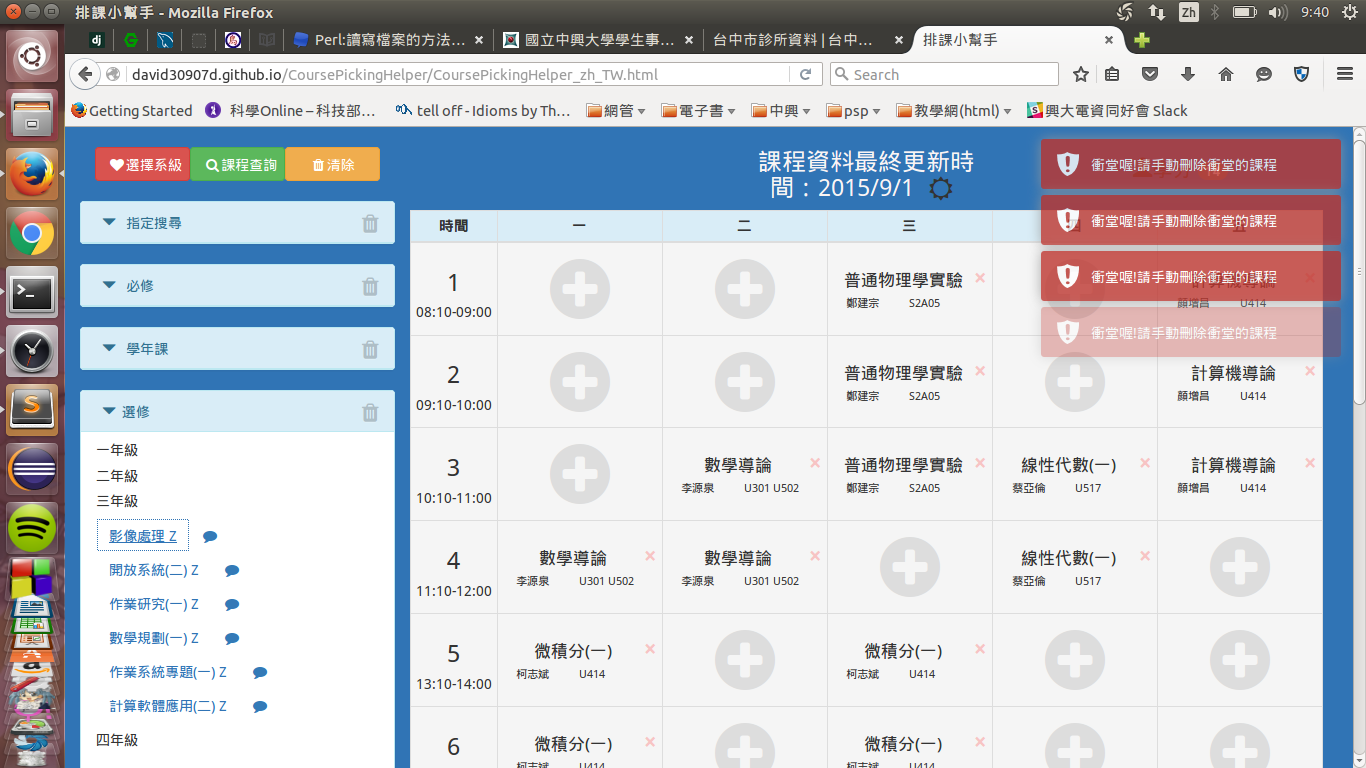 排課小幫手 - Mozilla Firefox
Zh
9:40
dj
G
Perl:讀寫檔案的方法…
國立中興大學學生事…
台中市診所資料 | 台中…
排課小幫手
david30907d.github.io/CoursePickingHelper/CoursePickingHelper_zh_TW.html
Search
Getting Started
科學Online – 科技部…
tell off - Idioms by Th…
網管
電子書
中興
psp
教學網(html)
興大電資同好會 Slack
選擇系級
課程查詢
清除
課程資料最終更新時
間：2015/9/1
衝堂喔!請手動刪除衝堂的課程
衝堂喔!請手動刪除衝堂的課程
衝堂喔!請手動刪除衝堂的課程
衝堂喔!請手動刪除衝堂的課程
指定搜尋
必修
學年課
選修
一年級
二年級
三年級
影像處理 Z
開放系統(二) Z
作業研究(一) Z
數學規劃(一) Z
作業系統專題(一) Z
計算軟體應用(二) Z
四年級
時間 一 二 三 四 五
1
08:10-09:00
普通物理學實驗 ×
鄭建宗 S2A05
計算機導論 ×
顏增昌 U414
2
09:10-10:00
普通物理學實驗 ×
鄭建宗 S2A05
計算機導論 ×
顏增昌 U414
3
10:10-11:00
數學導論 ×
李源泉 U301 U502
普通物理學實驗 ×
鄭建宗 S2A05
線性代數(一) ×
蔡亞倫 U517
計算機導論 ×
顏增昌 U414
4
11:10-12:00
數學導論 ×
李源泉 U301 U502
數學導論 ×
李源泉 U301 U502
線性代數(一) ×
蔡亞倫 U517
5
13:10-14:00
微積分(一) ×
柯志斌 U414
微積分(一) ×
柯志斌 U414
6
微積分(一) ×
柯志斌 U414
微積分(一) ×
柯志斌 U414